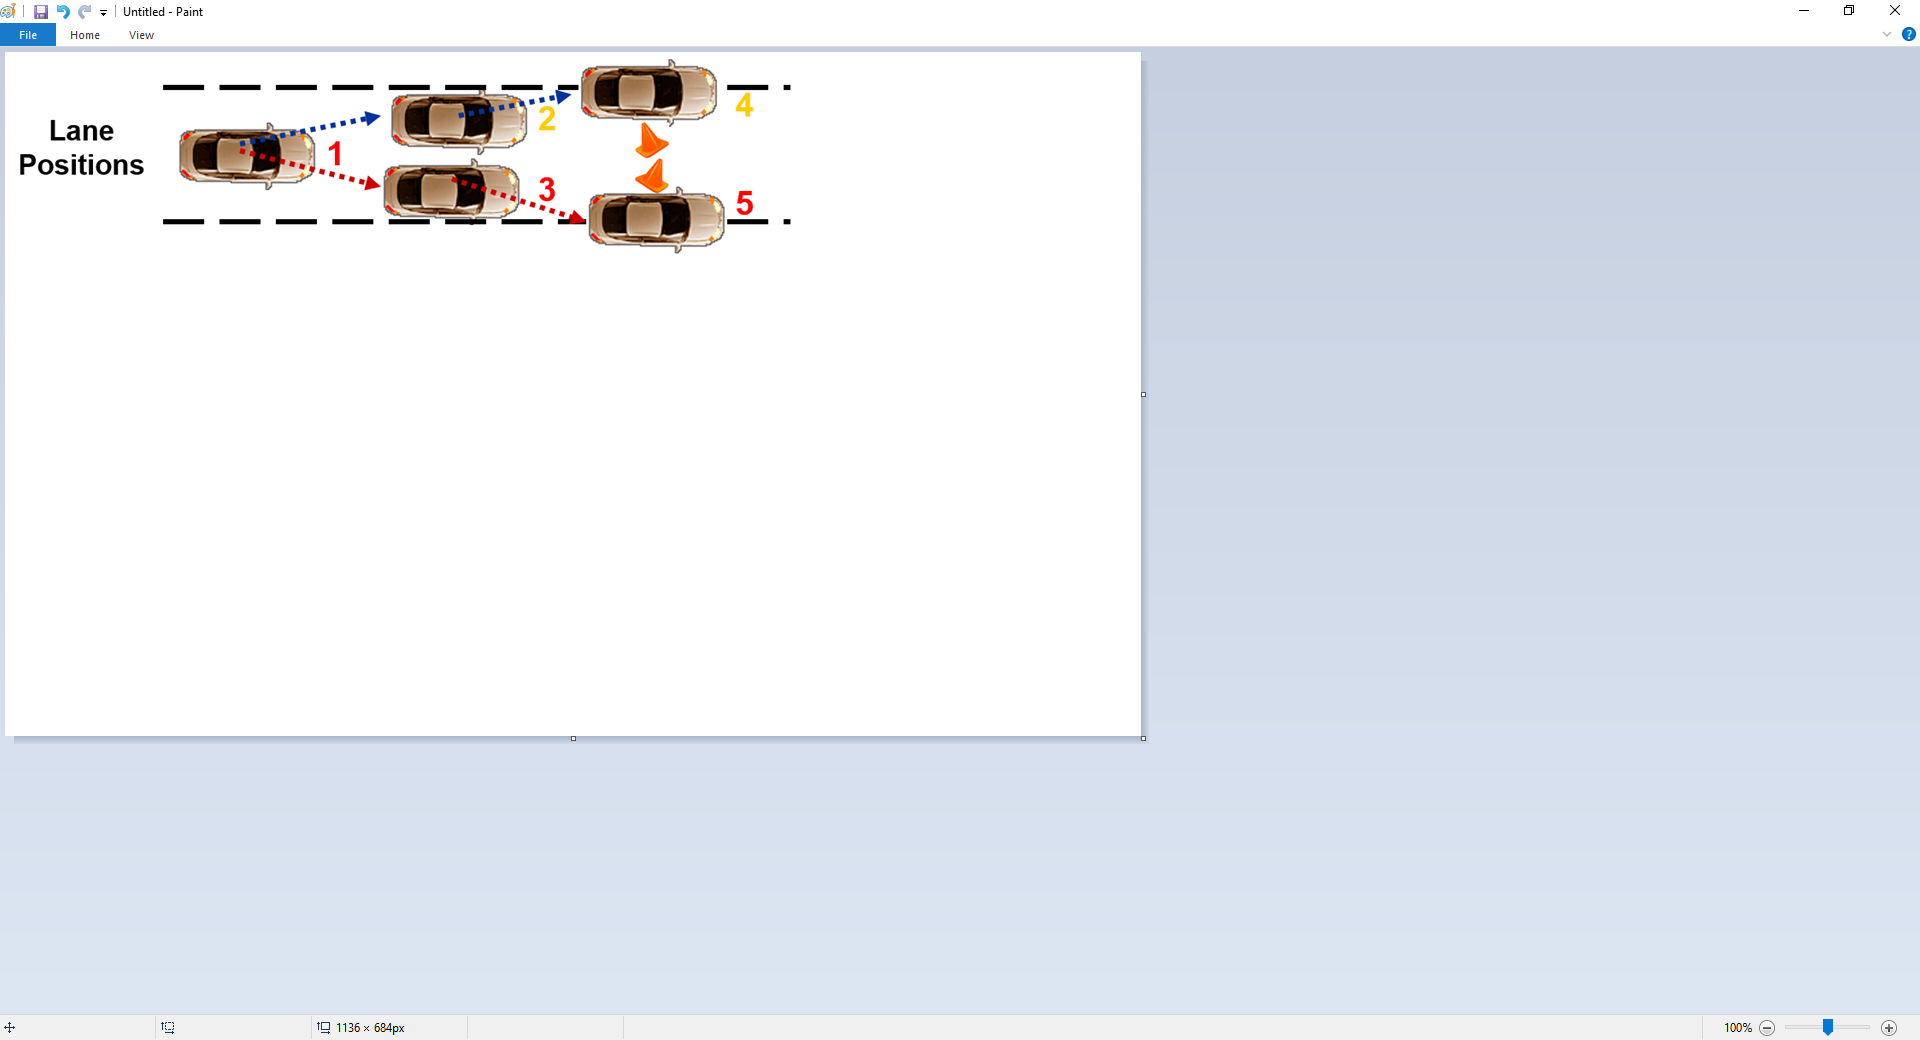 Untitled - Paint
File Home View
Lane
Positions
1
2
3
4
5
1136 × 684px
100%